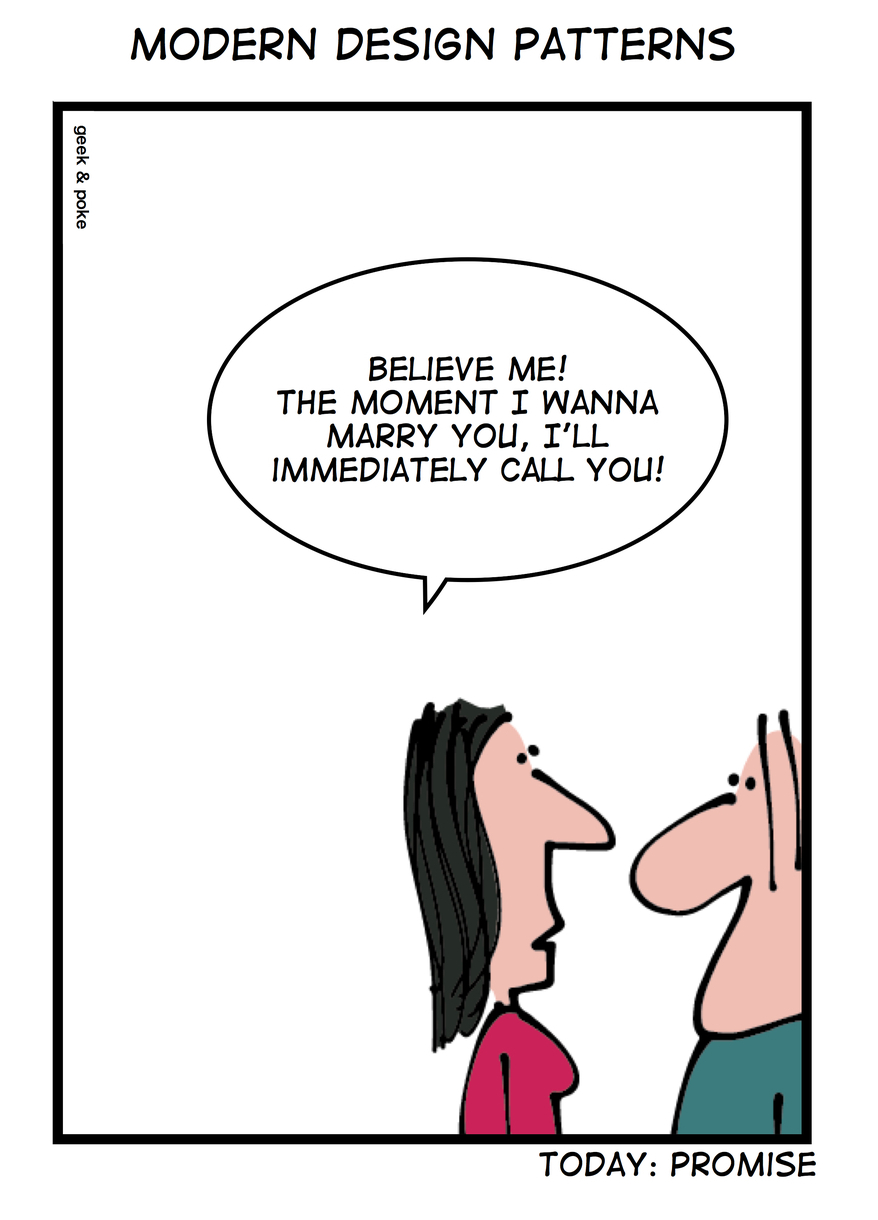 MODERN DESIGN PATTERNS
geek & poke
BELIEVE ME!
THE MOMENT I WANNA
MARRY YOU, I'LL
IMMEDIATELY CALL YOU!
TODAY: PROMISE